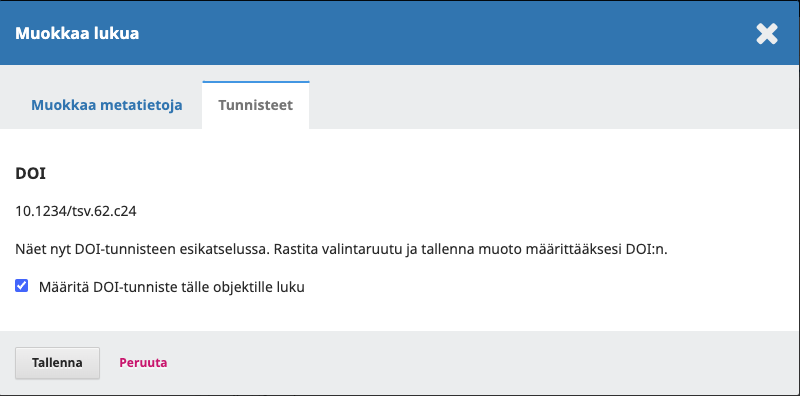 Muokkaa lukua
Muokkaa metatietoja
Tunnisteet
DOI
10.1234/tsv.62.c24
Näet nyt DOI-tunnisteen esikatselussa. Rastita valintaruutu ja tallenna muoto määrittääksesi DOI:n.
Määritä DOI-tunniste tälle objektille luku
Tallenna
Peruuta